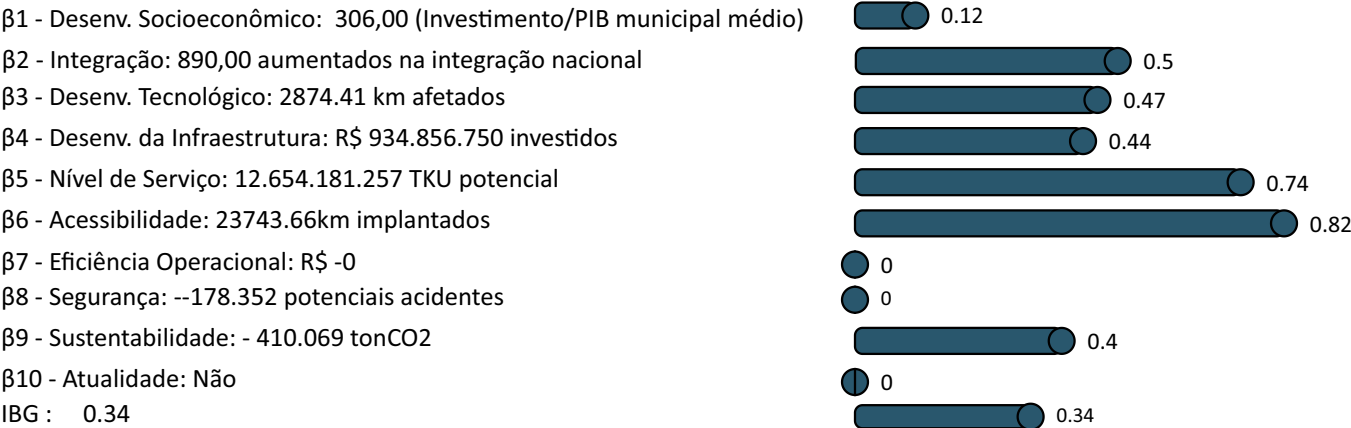 β1 - Desenv. Socioeconômico:  306,00 (Investimento/PIB municipal médio) 0.12
β2 - Integração: 890,00 aumentados na integração nacional 0.5
β3 - Desenv. Tecnológico: 2874.41 km afetados 0.47
β4 - Desenv. da Infraestrutura: R$ 934.856.750 investidos 0.44
β5 - Nível de Serviço: 12.654.181.257 TKU potencial 0.74
β6 - Acessibilidade: 23743.66km implantados 0.82
β7 - Eficiência Operacional: R$ -0 0
β8 - Segurança: --178.352 potenciais acidentes 0
β9 - Sustentabilidade: - 410.069 tonCO2 0.4
β10 - Atualidade: Não 0
IBG :   0.34 0.34